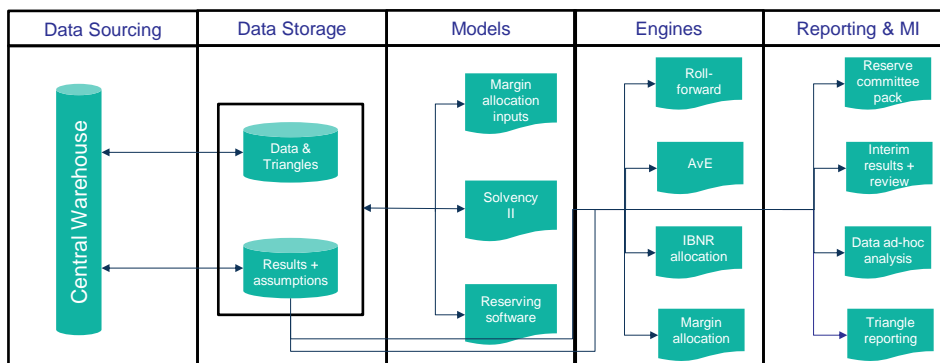 Data Sourcing
Data Storage
Models
Engines
Reporting & MI
Central Warehouse
Data &
Triangles
Results +
assumptions
Margin
allocation
inputs
Solvency
II
Reserving
software
Roll-
forward
AvE
IBNR
allocation
Margin
allocation
Reserve
committee
pack
Interim
results +
review
Data ad-hoc
analysis
Triangle
reporting